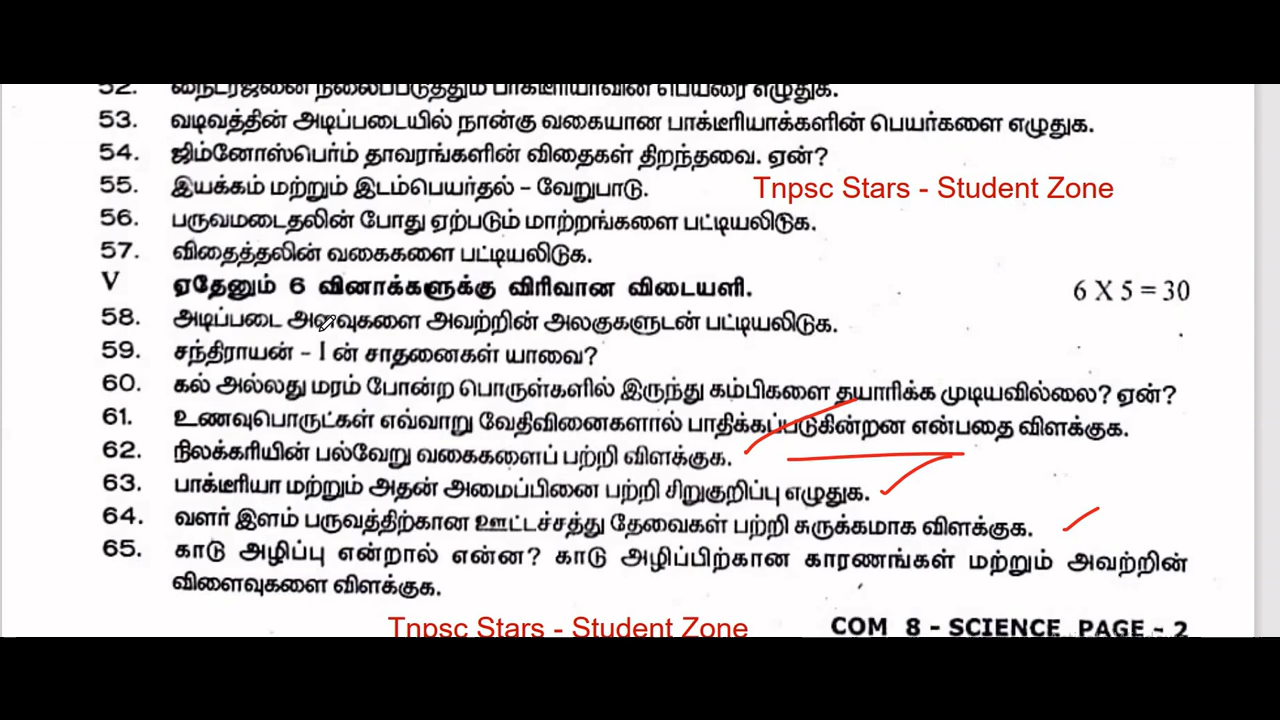 52. நைட்ரஜனை நிலைப்படுத்தும் பாக்டீரியாவின் பெயரை எழுதுக.
53. வடிவத்தின் அடிப்படையில் நான்கு வகையான பாக்டீரியாக்களின் பெயர்களை எழுதுக.
54. ஜிம்னோஸ்பெர்ம் தாவரங்களின் விதைகள் திறந்தவை. ஏன்?
55. இயக்கம் மற்றும் இடம்பெயர்தல் – வேறுபாடு. Tnpsc Stars - Student Zone
56. பருவமடைதலின் போது ஏற்படும் மாற்றங்களை பட்டியலிடுக.
57. விதைத்தலின் வகைகளை பட்டியலிடுக.
V ஏதேனும் 6 வினாக்களுக்கு விரிவான விடையளி. 6 X 5 = 30
58. அடிப்படை அளவுகளை அவற்றின் அலகுகளுடன் பட்டியலிடுக.
59. சந்திராயன் – I ன் சாதனைகள் யாவை?
60. கல் அல்லது மரம் போன்ற பொருள்களில் இருந்து கம்பிகளை தயாரிக்க முடியவில்லை? ஏன்?
61. உணவுபொருட்கள் எவ்வாறு வேதிவினைகளால் பாதிக்கப்படுகின்றன என்பதை விளக்குக.
62. நிலக்கரியின் பல்வேறு வகைகளைப் பற்றி விளக்குக.
63. பாக்டீரியா மற்றும் அதன் அமைப்பினை பற்றி சிறுகுறிப்பு எழுதுக.
64. வளர் இளம் பருவத்திற்கான ஊட்டச்சத்து தேவைகள் பற்றி சுருக்கமாக விளக்குக.
65. காடு அழிப்பு என்றால் என்ன? காடு அழிப்பிற்கான காரணங்கள் மற்றும் அவற்றின்
விளைவுகளை விளக்குக.
Tnpsc Stars - Student Zone COM 8 - SCIENCE PAGE - 2